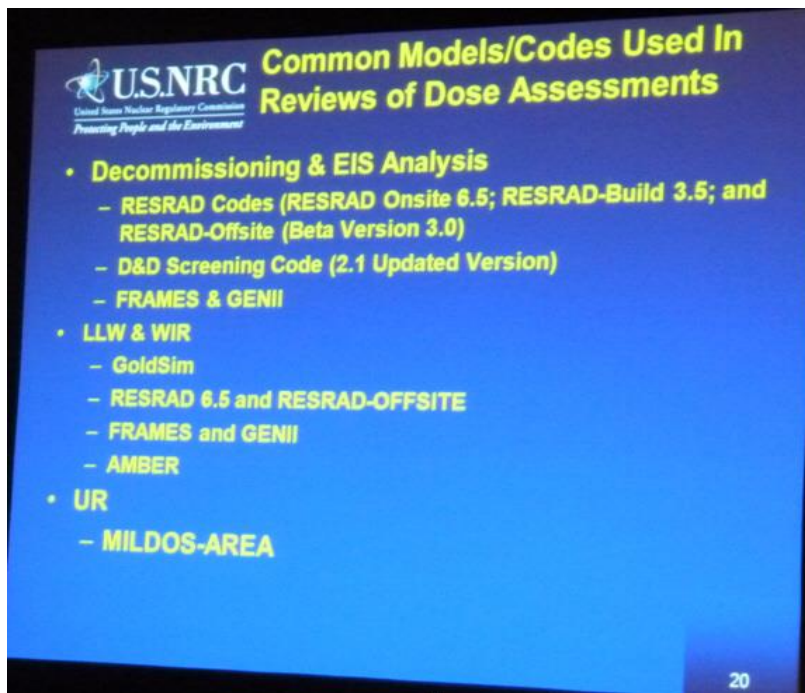 U.S.NRC
United States Nuclear Regulatory Commission
Protecting People and the Environment
Common Models/Codes Used In
Reviews of Dose Assessments
• Decommissioning & EIS Analysis
– RESRAD Codes (RESRAD Onsite 6.5; RESRAD-Build 3.5; and
RESRAD-Offsite (Beta Version 3.0)
– D&D Screening Code (2.1 Updated Version)
– FRAMES & GENII
• LLW & WIR
– GoldSim
– RESRAD 6.5 and RESRAD-OFFSITE
– FRAMES and GENII
– AMBER
• UR
– MILDOS-AREA
20